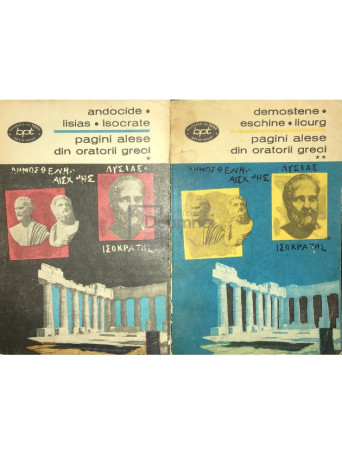 bpt
andocide •
lisias • isocrate
pagini alese
din oratorii greci
*
ΔΗΜΟΣΘΕΝΗΣ
ΑΙΣΧΙΝΗΣ
ΛΥΣΙΑΣ
ΙΣΟΚΡΑΤΗΣ
bpt
demostene •
eschine • licurg
pagini alese
din oratorii greci
**
ΔΗΜΟΣΘΕΝΗΣ
ΑΙΣΧΙΝΗΣ
ΛΥΣΙΑΣ
ΙΣΟΚΡΑΤΗΣ